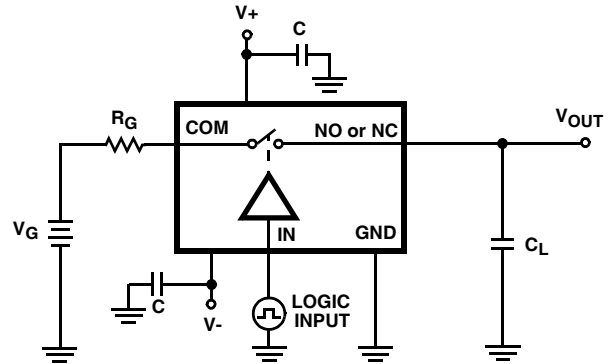 V+
C
RG
COM
NO or NC
VOUT
VG
IN
GND
CL
C
V-
LOGIC
INPUT